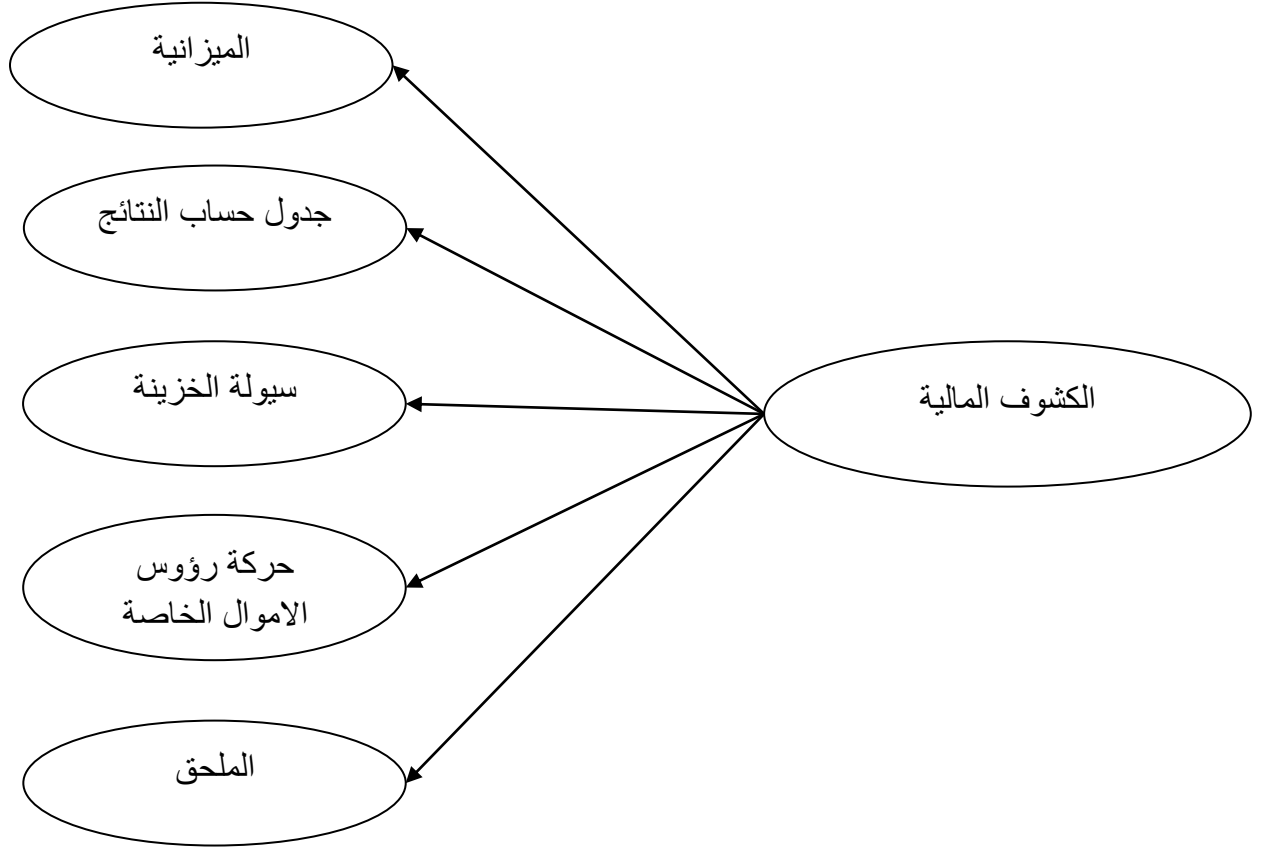 الميزانية
جدول حساب النتائج
سيولة الخزينة
الكشوف المالية
حركة رؤوس
الاموال الخاصة
الملحق